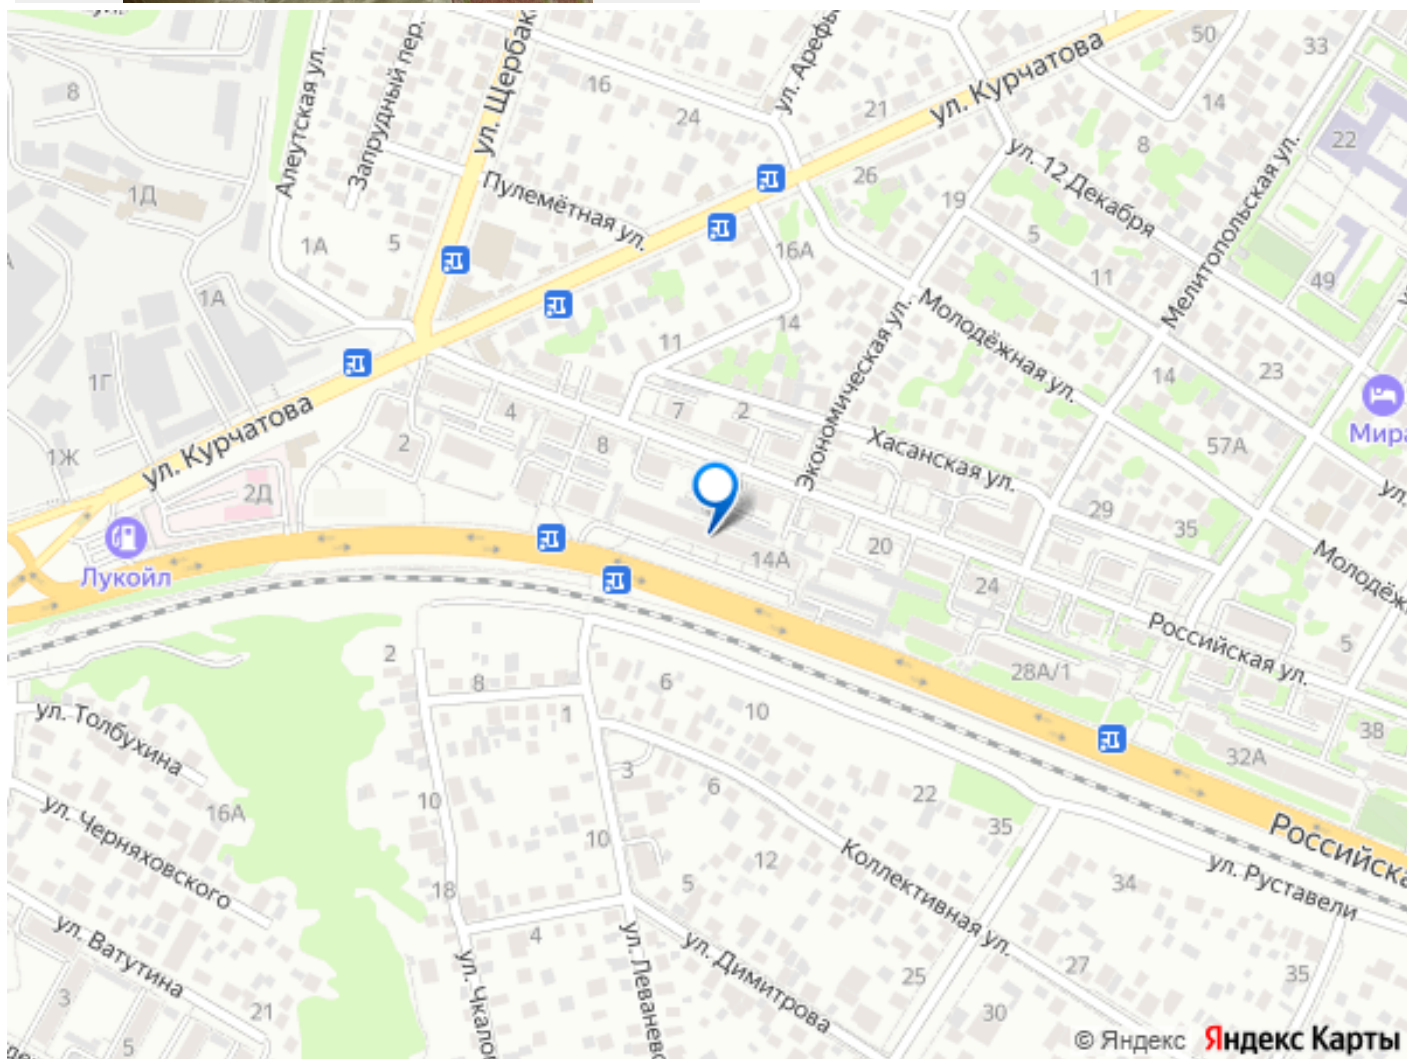 ул. Щербак
Запрудный пер.
Алеутская ул.
ул. Арефь
ул. Курчатова
50
33
8
16
24
21
14
22
1Д
Пулемётная ул.
26
19
ул. 12 Декабря
8
Мелитопольская ул.
1А
5
16А
5
11
49
1А
Молодёжная ул.
14
11
1Г
Экономическая ул.
14
23
ул. Курчатова
4
7
2
Мира
2
8
Хасанская ул.
57А
ул.
1Ж
2Д
29
35
Лукойл
14А
20
Молодёж
24
Российская ул.
5
2
8
6
28А/1
1
10
38
ул. Толбухина
32А
3
6
22
16А
10
35
Российска
ул. Черняховского
10
12
Коллективная ул.
ул. Руставели
18
5
34
ул. Ватутина
4
ул. Димитрова
27
25
35
3
21
ул. Чкалов
ул. Леваневс
30
5
© Яндекс Яндекс Карты